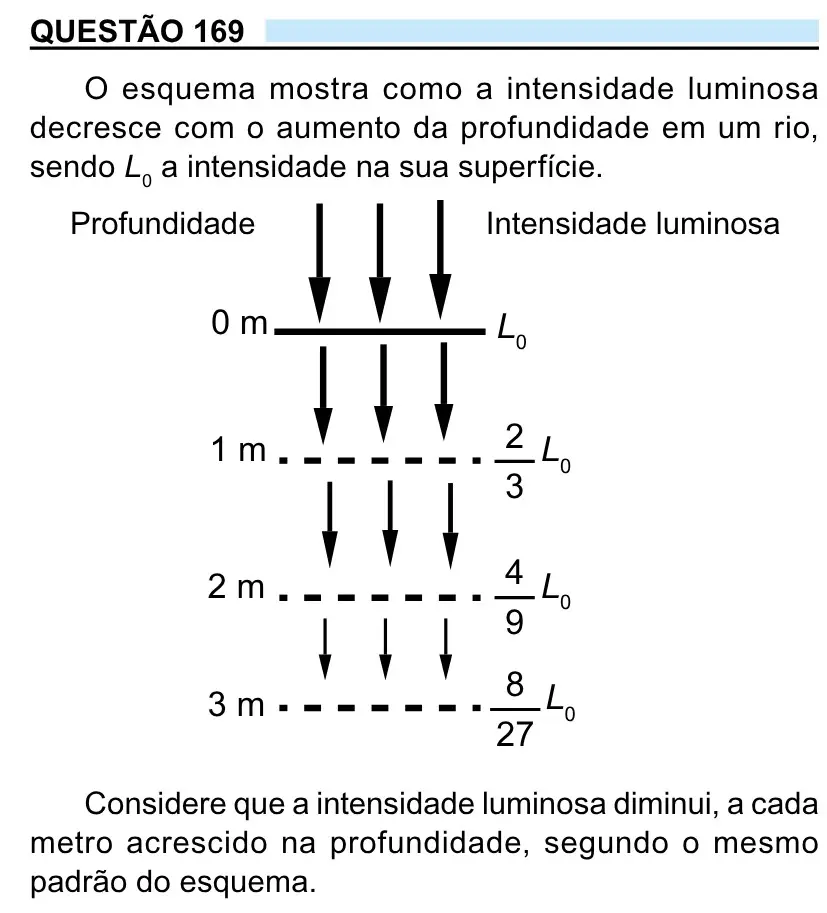 QUESTÃO 169
O esquema mostra como a intensidade luminosa
decresce com o aumento da profundidade em um rio,
sendo L₀ a intensidade na sua superfície.
Profundidade Intensidade luminosa
0 m L₀
1 m 2/3 L₀
2 m 4/9 L₀
3 m 8/27 L₀
Considere que a intensidade luminosa diminui, a cada
metro acrescido na profundidade, segundo o mesmo
padrão do esquema.